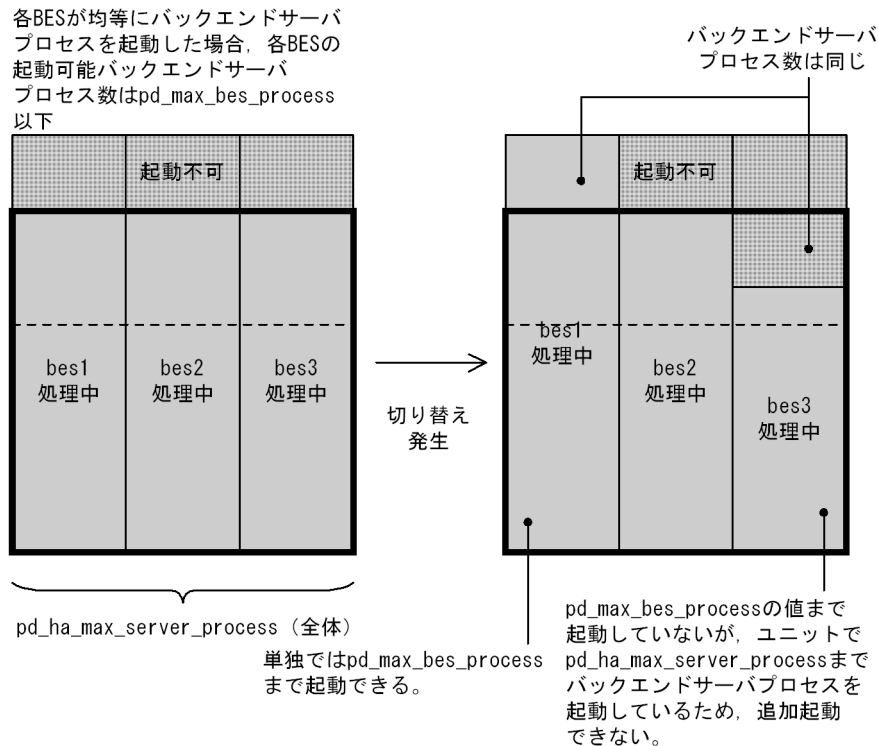 各BESが均等にバックエンドサーバ
プロセスを起動した場合，各BESの
起動可能バックエンドサーバ
プロセス数はpd_max_bes_process
以下
バックエンドサーバ
プロセス数は同じ
起動不可
起動不可
bes1
処理中
bes2
処理中
bes3
処理中
切り替え
発生
bes1
処理中
bes2
処理中
bes3
処理中
pd_ha_max_server_process（全体）
単独ではpd_max_bes_process
まで起動できる。
pd_max_bes_processの値まで
起動していないが，ユニットで
pd_ha_max_server_processまで
バックエンドサーバプロセスを
起動しているため，追加起動
できない。